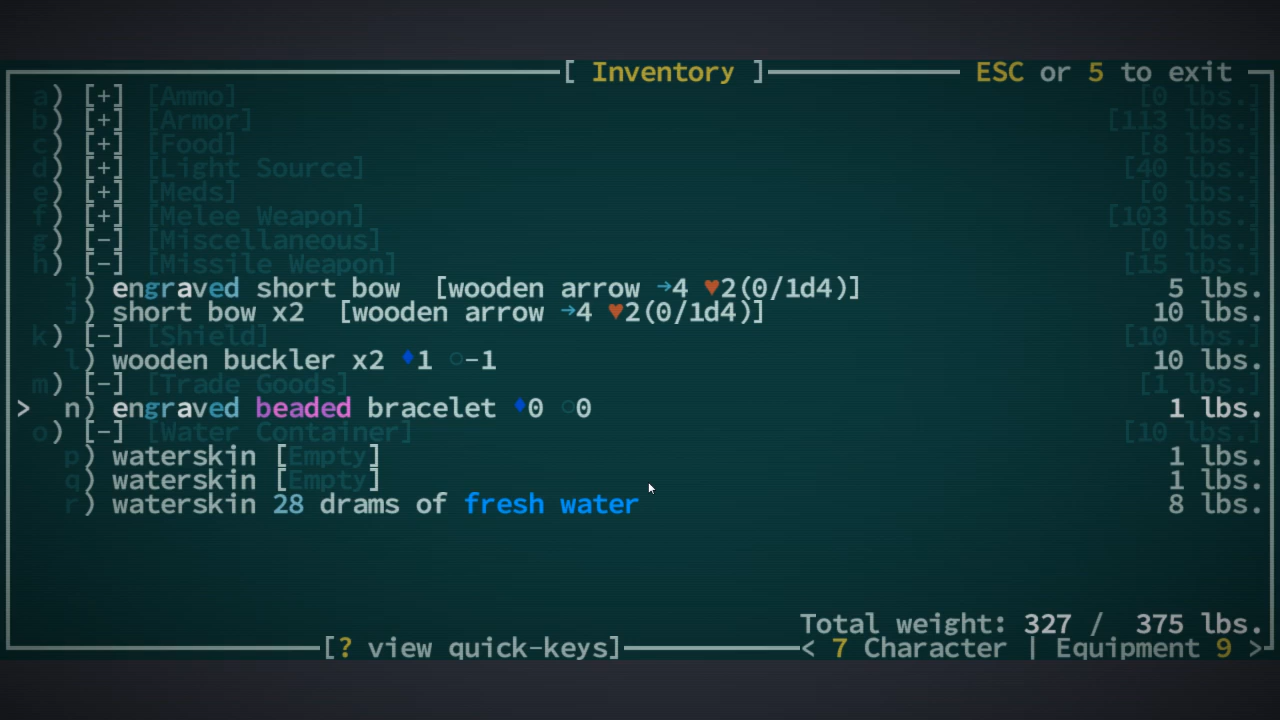 [ Inventory ] ESC or 5 to exit
a) [+] [Ammo] [0 lbs.]
b) [+] [Armor] [113 lbs.]
c) [+] [Food] [8 lbs.]
d) [+] [Light Source] [40 lbs.]
e) [+] [Meds] [0 lbs.]
f) [+] [Melee Weapon] [103 lbs.]
g) [-] [Miscellaneous] [0 lbs.]
h) [-] [Missile Weapon] [15 lbs.]
i) engraved short bow [wooden arrow →4 ♥2(0/1d4)] 5 lbs.
j) short bow x2 [wooden arrow →4 ♥2(0/1d4)] 10 lbs.
k) [-] [Shield] [10 lbs.]
l) wooden buckler x2 ♦1 ○-1 10 lbs.
m) [-] [Trade Goods] [1 lbs.]
> n) engraved beaded bracelet ♦0 ○0 1 lbs.
o) [-] [Water Container] [10 lbs.]
p) waterskin [Empty] 1 lbs.
q) waterskin [Empty] 1 lbs.
r) waterskin 28 drams of fresh water 8 lbs.
Total weight: 327 / 375 lbs.
[? view quick-keys] < 7 Character | Equipment 9 >